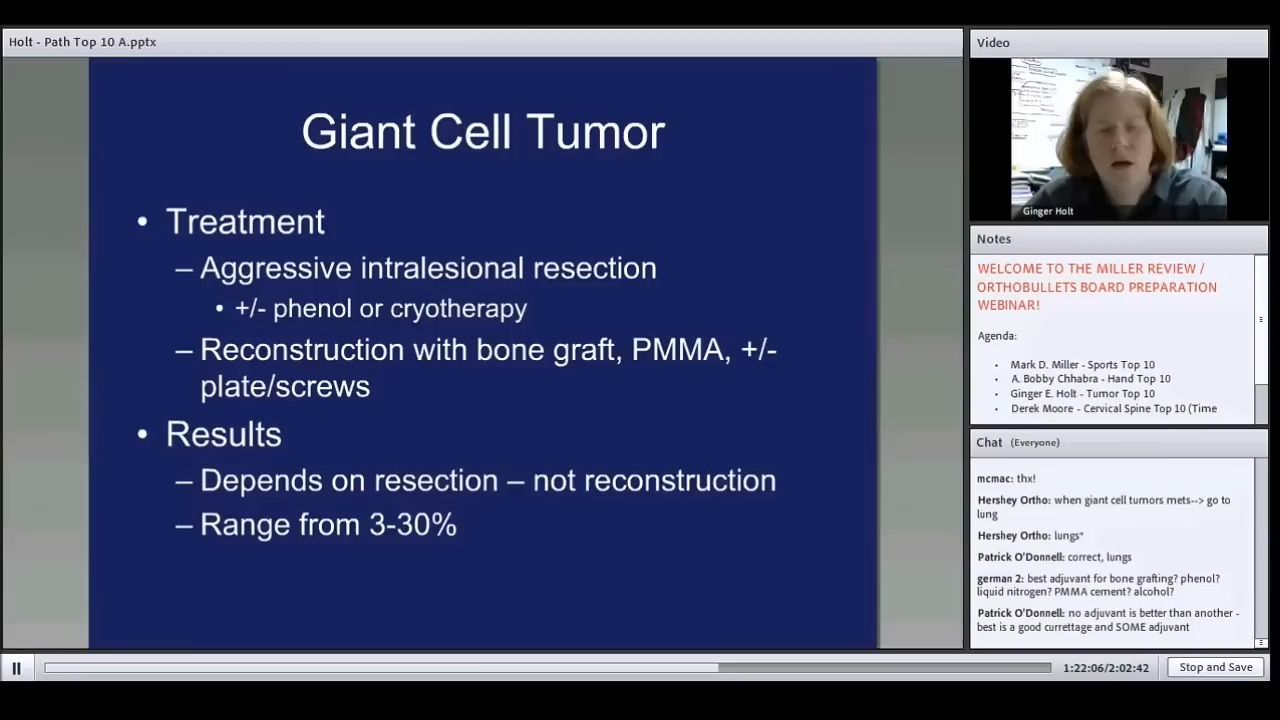 Holt - Path Top 10 A.pptx
Giant Cell Tumor
• Treatment
– Aggressive intralesional resection
• +/- phenol or cryotherapy
– Reconstruction with bone graft, PMMA, +/-
plate/screws
• Results
– Depends on resection – not reconstruction
– Range from 3-30%
Video
Ginger Holt
Notes
WELCOME TO THE MILLER REVIEW /
ORTHOBULLETS BOARD PREPARATION
WEBINAR!
Agenda:
• Mark D. Miller - Sports Top 10
• A. Bobby Chhabra - Hand Top 10
• Ginger E. Holt - Tumor Top 10
• Derek Moore - Cervical Spine Top 10 (Time
Chat (Everyone)
mcmac: thx!
Hershey Ortho: when giant cell tumors mets--> go to
lung
Hershey Ortho: lungs*
Patrick O'Donnell: correct, lungs
german 2: best adjuvant for bone grafting? phenol?
liquid nitrogen? PMMA cement? alcohol?
Patrick O'Donnell: no adjuvant is better than another -
best is a good currettage and SOME adjuvant
1:22:06/2:02:42
Stop and Save